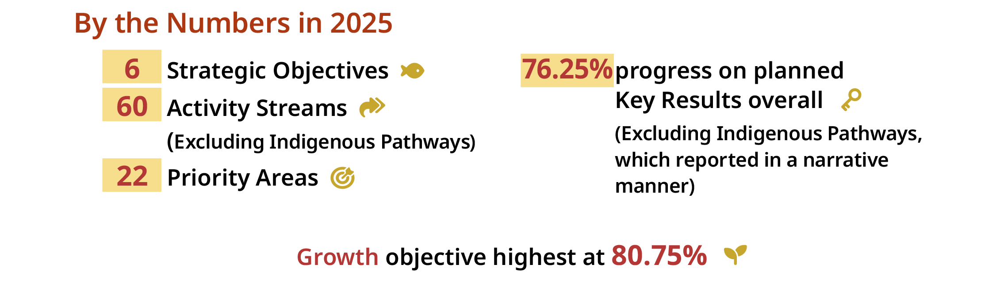 By the Numbers in 2025
6 Strategic Objectives
60 Activity Streams
(Excluding Indigenous Pathways)
22 Priority Areas
76.25% progress on planned
Key Results overall
(Excluding Indigenous Pathways,
which reported in a narrative
manner)
Growth objective highest at 80.75%